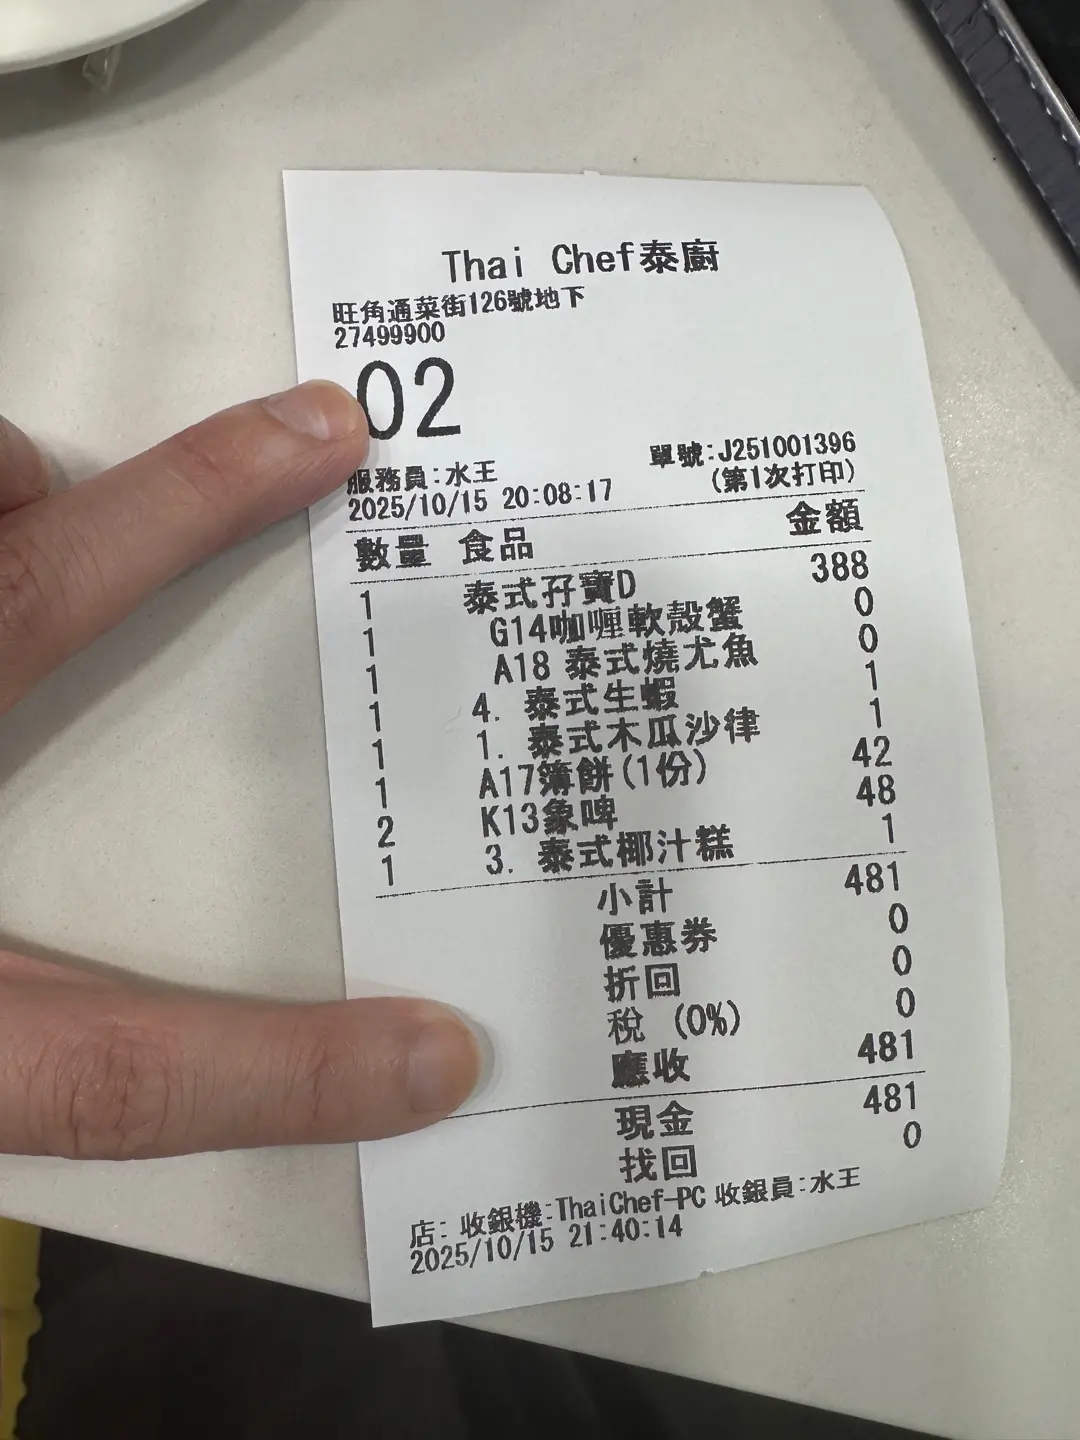 Thai Chef泰廚
旺角通菜街126號地下
27499900
02
服務員:水王
單號:J251001396
2025/10/15 20:08:17
(第1次打印)
數量 食品 金額
1 泰式孖寶D 388
1 G14咖喱軟殼蟹 0
1 A18 泰式燒尤魚 0
1 4. 泰式生蝦 1
1 1. 泰式木瓜沙律 1
1 A17薄餅(1份) 42
2 K13象啤 48
1 3. 泰式椰汁糕 1
小計 481
優惠券 0
折回 0
稅 (0%) 0
應收 481
現金 481
找回 0
店: 收銀機:ThaiChef-PC 收銀員:水王
2025/10/15 21:40:14